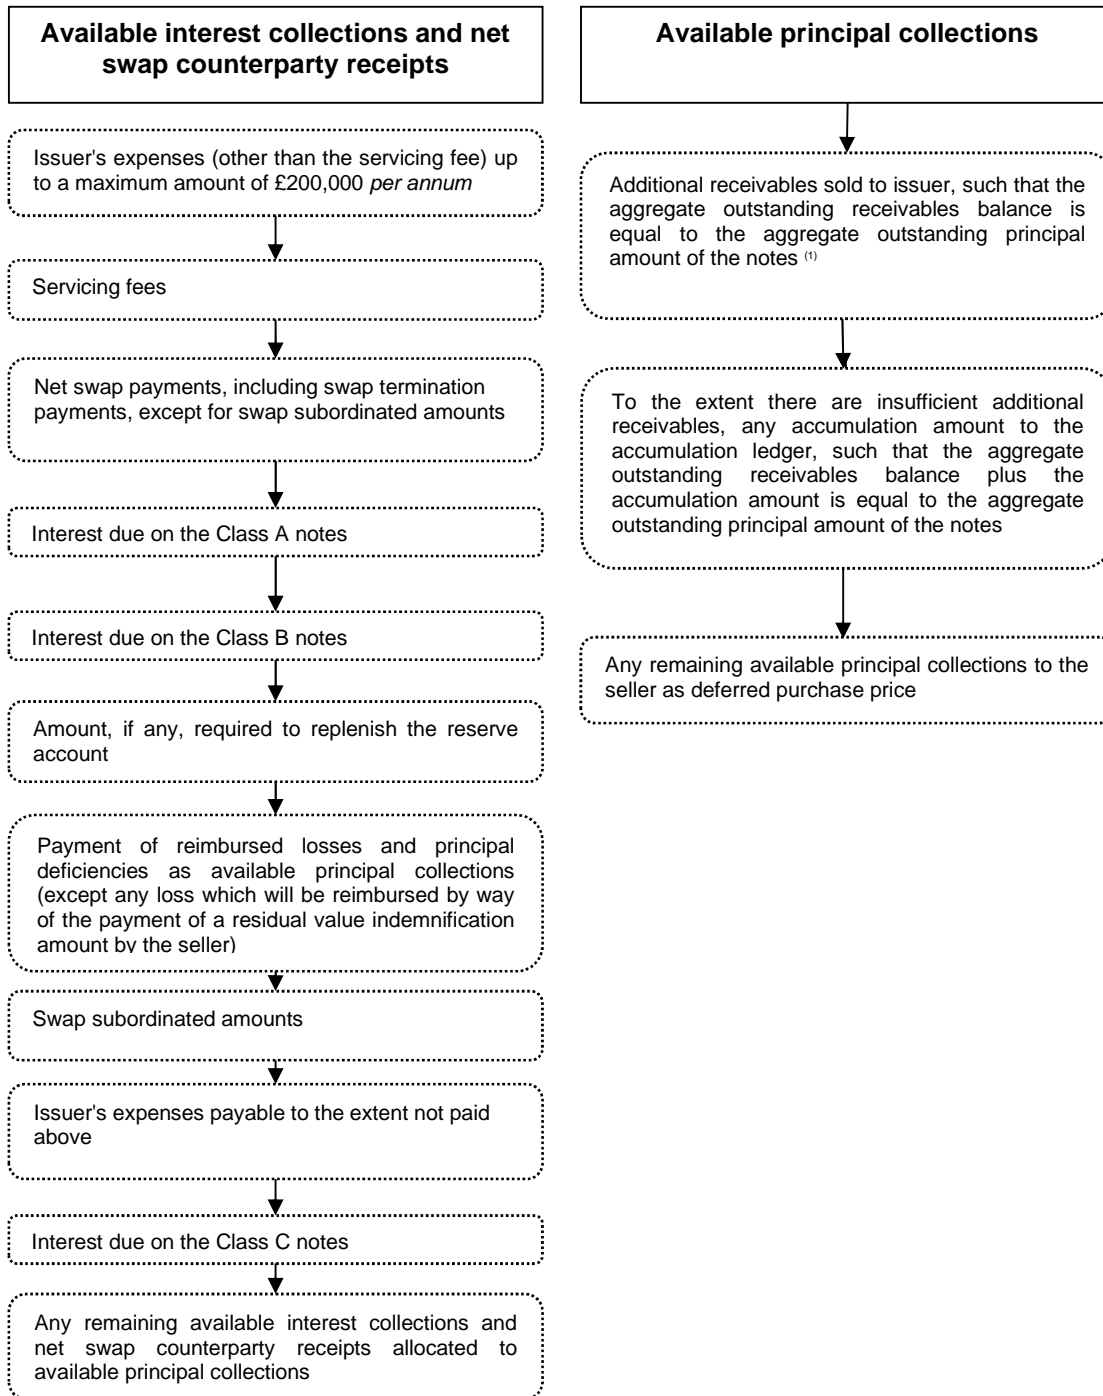 Available interest collections and net
swap counterparty receipts
Issuer's expenses (other than the servicing fee) up
to a maximum amount of £200,000 per annum
Servicing fees
Net swap payments, including swap termination
payments, except for swap subordinated amounts
Interest due on the Class A notes
Interest due on the Class B notes
Amount, if any, required to replenish the reserve
account
Payment of reimbursed losses and principal
deficiencies as available principal collections
(except any loss which will be reimbursed by way
of the payment of a residual value indemnification
amount by the seller)
Swap subordinated amounts
Issuer's expenses payable to the extent not paid
above
Interest due on the Class C notes
Any remaining available interest collections and
net swap counterparty receipts allocated to
available principal collections
Available principal collections
Additional receivables sold to issuer, such that the
aggregate outstanding receivables balance is
equal to the aggregate outstanding principal
amount of the notes (1)
To the extent there are insufficient additional
receivables, any accumulation amount to the
accumulation ledger, such that the aggregate
outstanding receivables balance plus the
accumulation amount is equal to the aggregate
outstanding principal amount of the notes
Any remaining available principal collections to the
seller as deferred purchase price